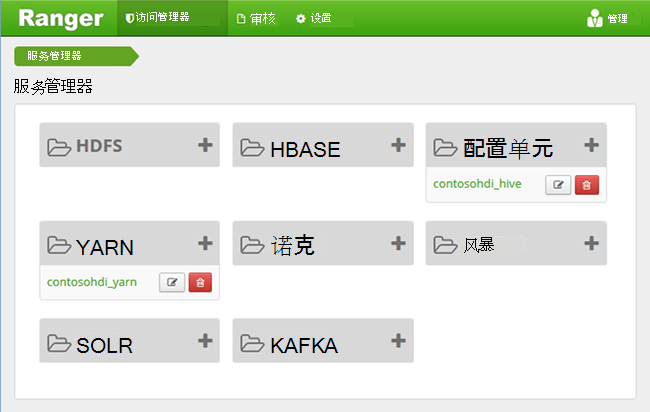 Ranger 访问管理器 审核 设置 管理
服务管理器
服务管理器
HDFS HBASE 配置单元
contosohdi_hive
YARN 诺克 风暴
contosohdi_yarn
SOLR KAFKA